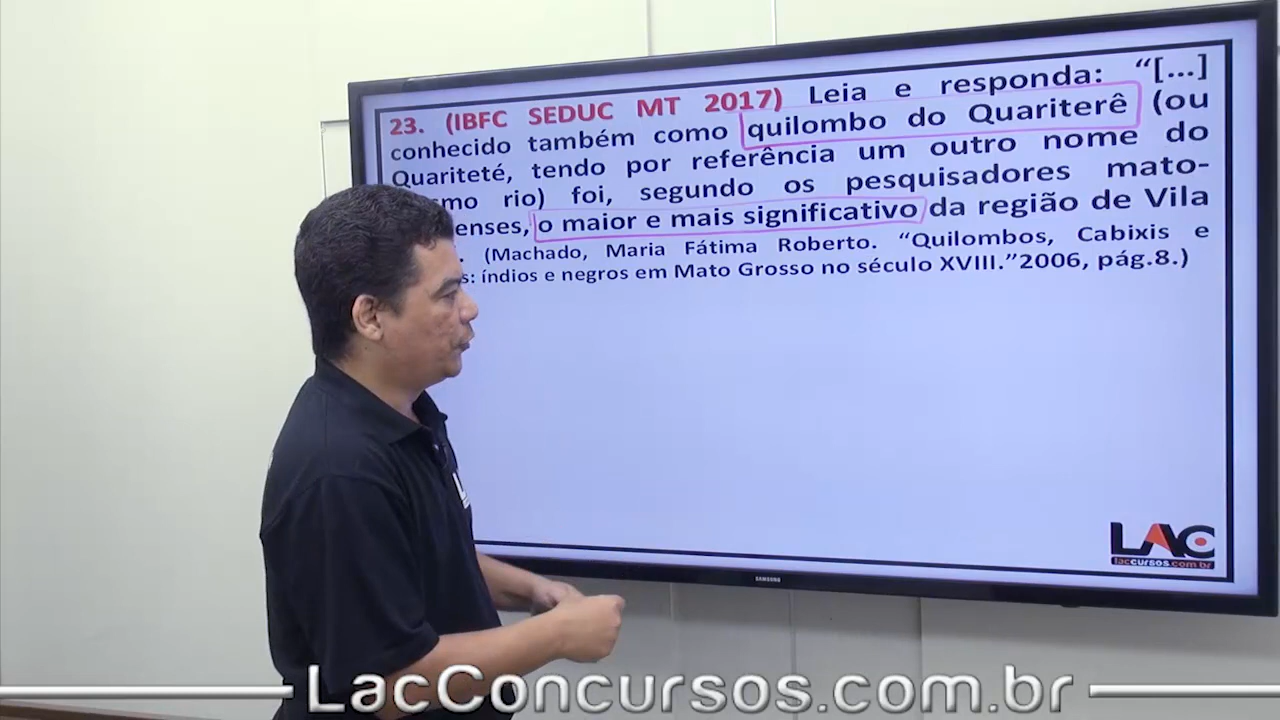 23. (IBFC SEDUC MT 2017) Leia e responda: “[...]
conhecido também como quilombo do Quariterê (ou
Quariteté, tendo por referência um outro nome do
smo rio) foi, segundo os pesquisadores mato-
enses, o maior e mais significativo da região de Vila
. (Machado, Maria Fátima Roberto. “Quilombos, Cabixis e
s: índios e negros em Mato Grosso no século XVIII.”2006, pág.8.)
LAC
laccursos.com.br
SAMSUNG
LacConcursos.com.br